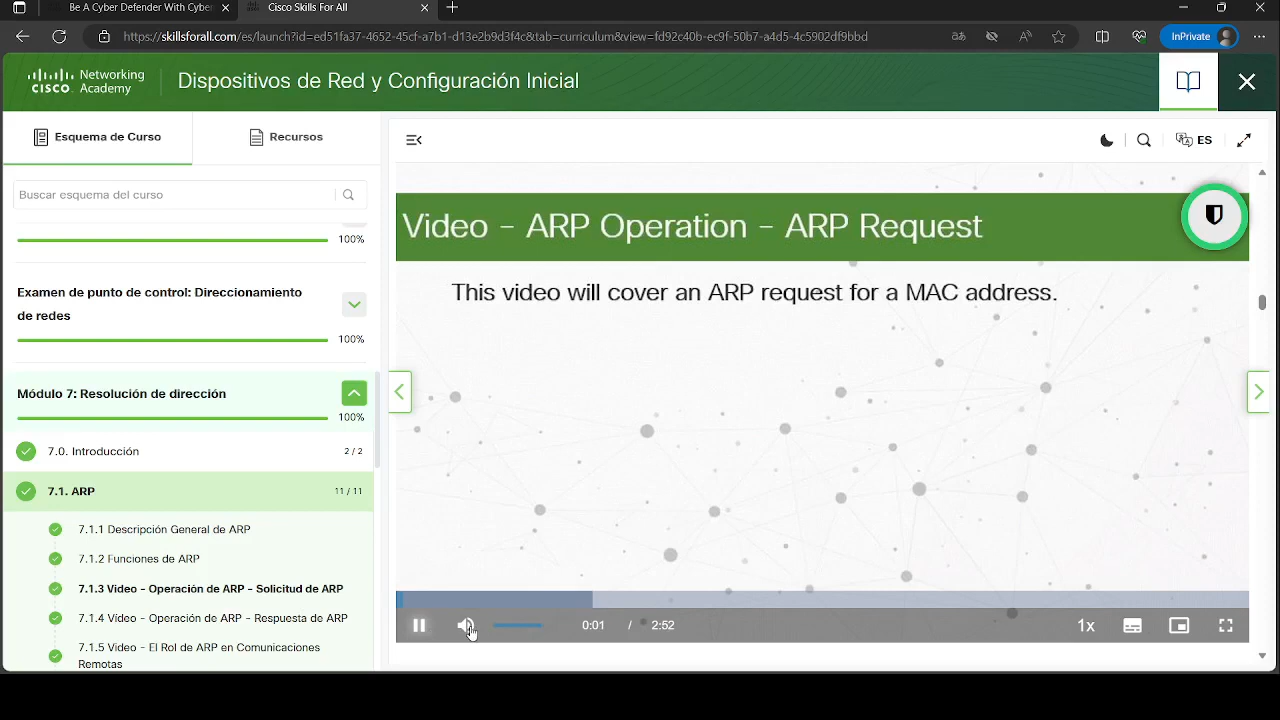 Be A Cyber Defender With Cyber
Cisco Skills For All
https://skillsforall.com/es/launch?id=ed51fa37-4652-45cf-a7b1-d13e2b9d3f4c8&tab=curriculum&view=fd92c40b-ec9f-50b7-a4d5-4c5902df9bbd
InPrivate
CISCO Networking Academy
Dispositivos de Red y Configuración Inicial
Esquema de Curso
Recursos
ES
Buscar esquema del curso
100%
Examen de punto de control: Direccionamiento
de redes
100%
Módulo 7: Resolución de dirección
100%
7.0. Introducción 2 / 2
7.1. ARP 11 / 11
7.1.1 Descripción General de ARP
7.1.2 Funciones de ARP
7.1.3 Video - Operación de ARP - Solicitud de ARP
7.1.4 Vídeo - Operación de ARP - Respuesta de ARP
7.1.5 Video - El Rol de ARP en Comunicaciones
Remotas
Video - ARP Operation - ARP Request
This video will cover an ARP request for a MAC address.
0:01 / 2:52
1x